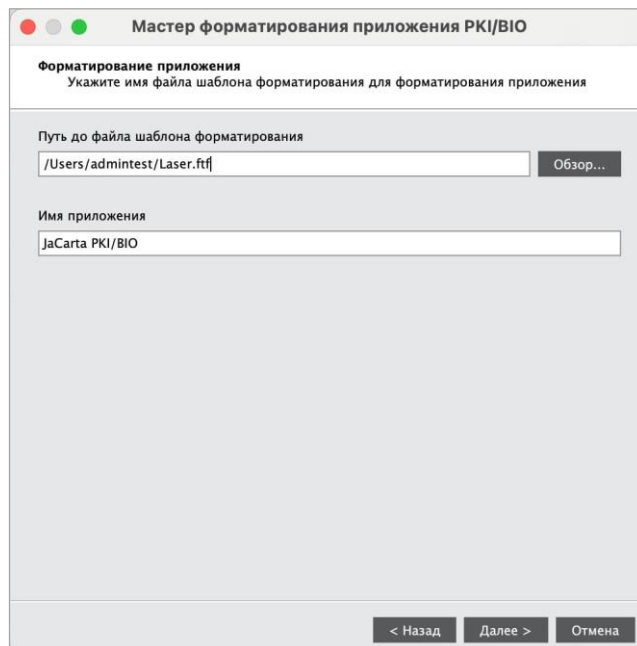 Мастер форматирования приложения PKI/BIO
Форматирование приложения
Укажите имя файла шаблона форматирования для форматирования приложения
Путь до файла шаблона форматирования
/Users/admintest/Laser.ftf
Обзор...
Имя приложения
JaCarta PKI/BIO
< Назад
Далее >
Отмена